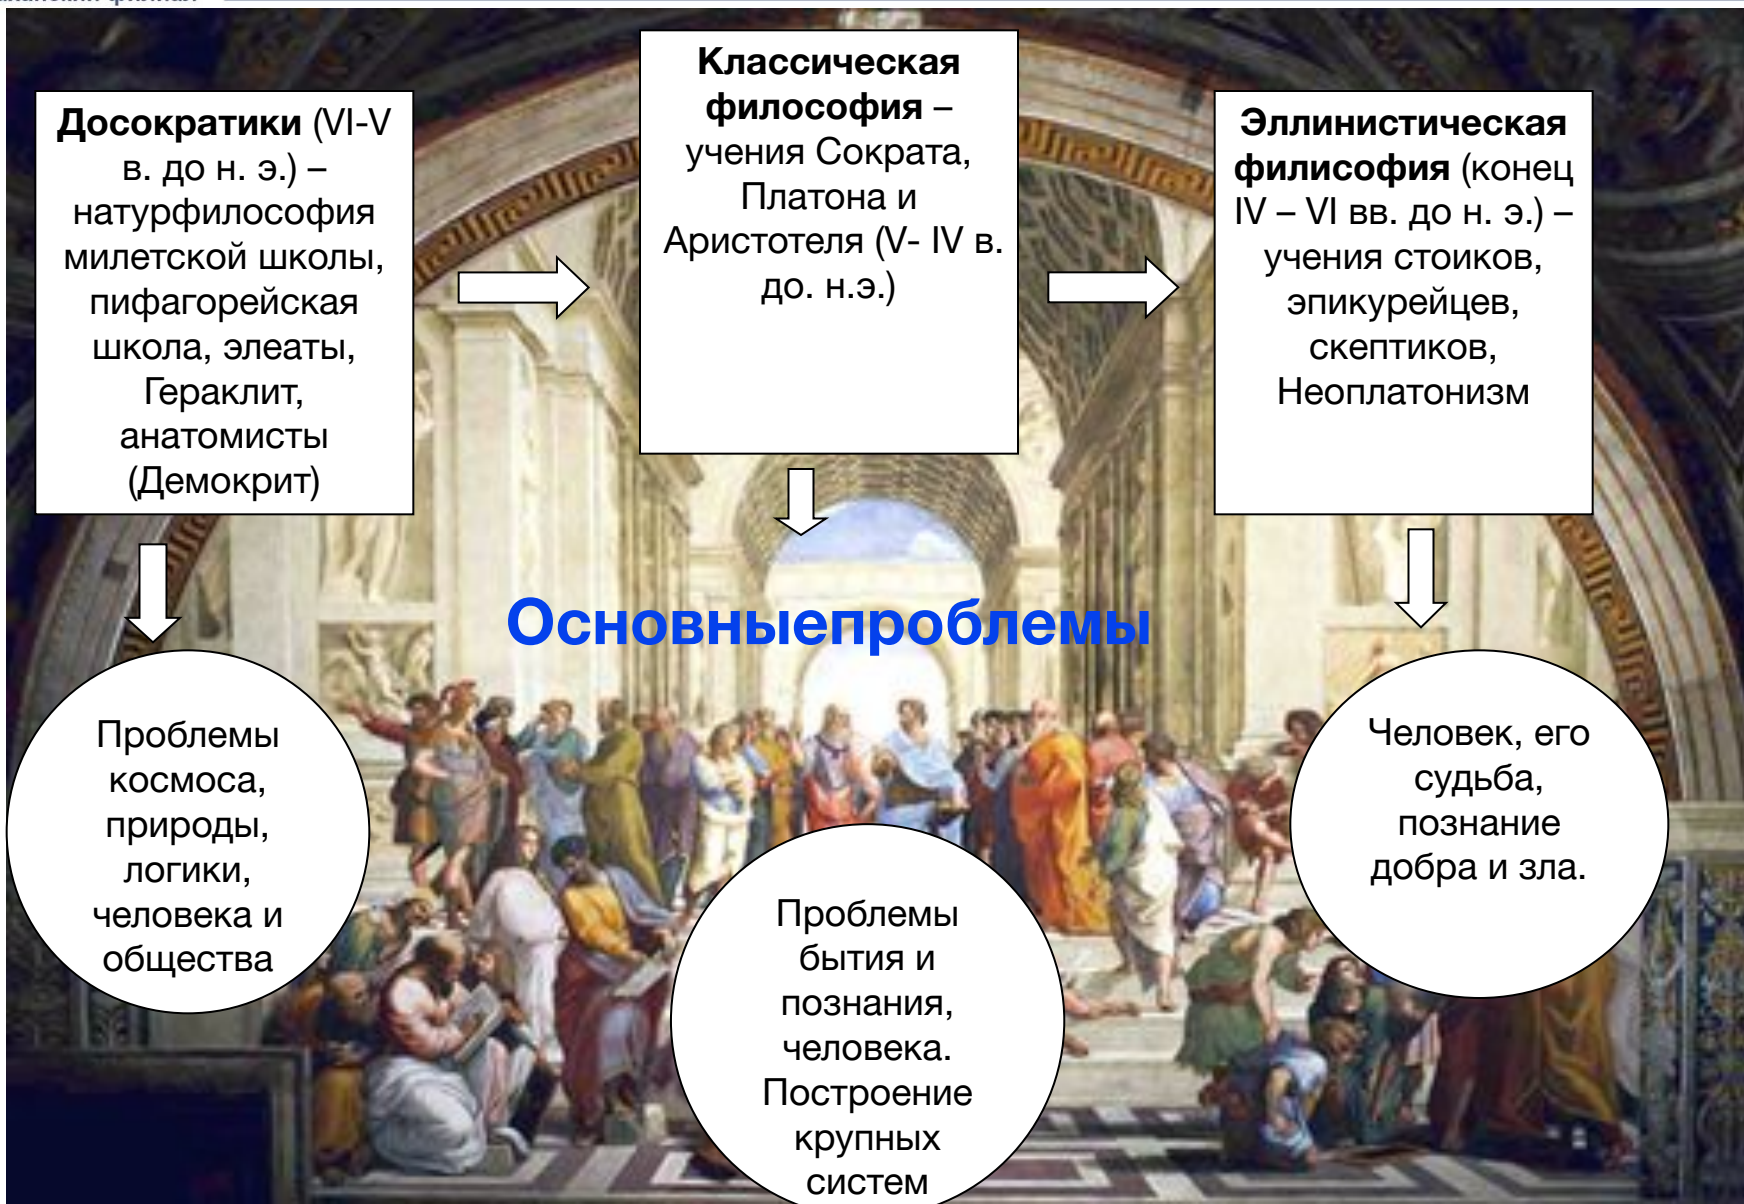 Досократики (VI-V
в. до н. э.) –
натурфилософия
милетской школы,
пифагорейская
школа, элеаты,
Гераклит,
анатомисты
(Демокрит)
Классическая
философия –
учения Сократа,
Платона и
Аристотеля (V- IV в.
до. н.э.)
Эллинистическая
филисофия (конец
IV – VI вв. до н. э.) –
учения стоиков,
эпикурейцев,
скептиков,
Неоплатонизм
Основныепроблемы
Проблемы
космоса,
природы,
логики,
человека и
общества
Проблемы
бытия и
познания,
человека.
Построение
крупных
систем
Человек, его
судьба,
познание
добра и зла.